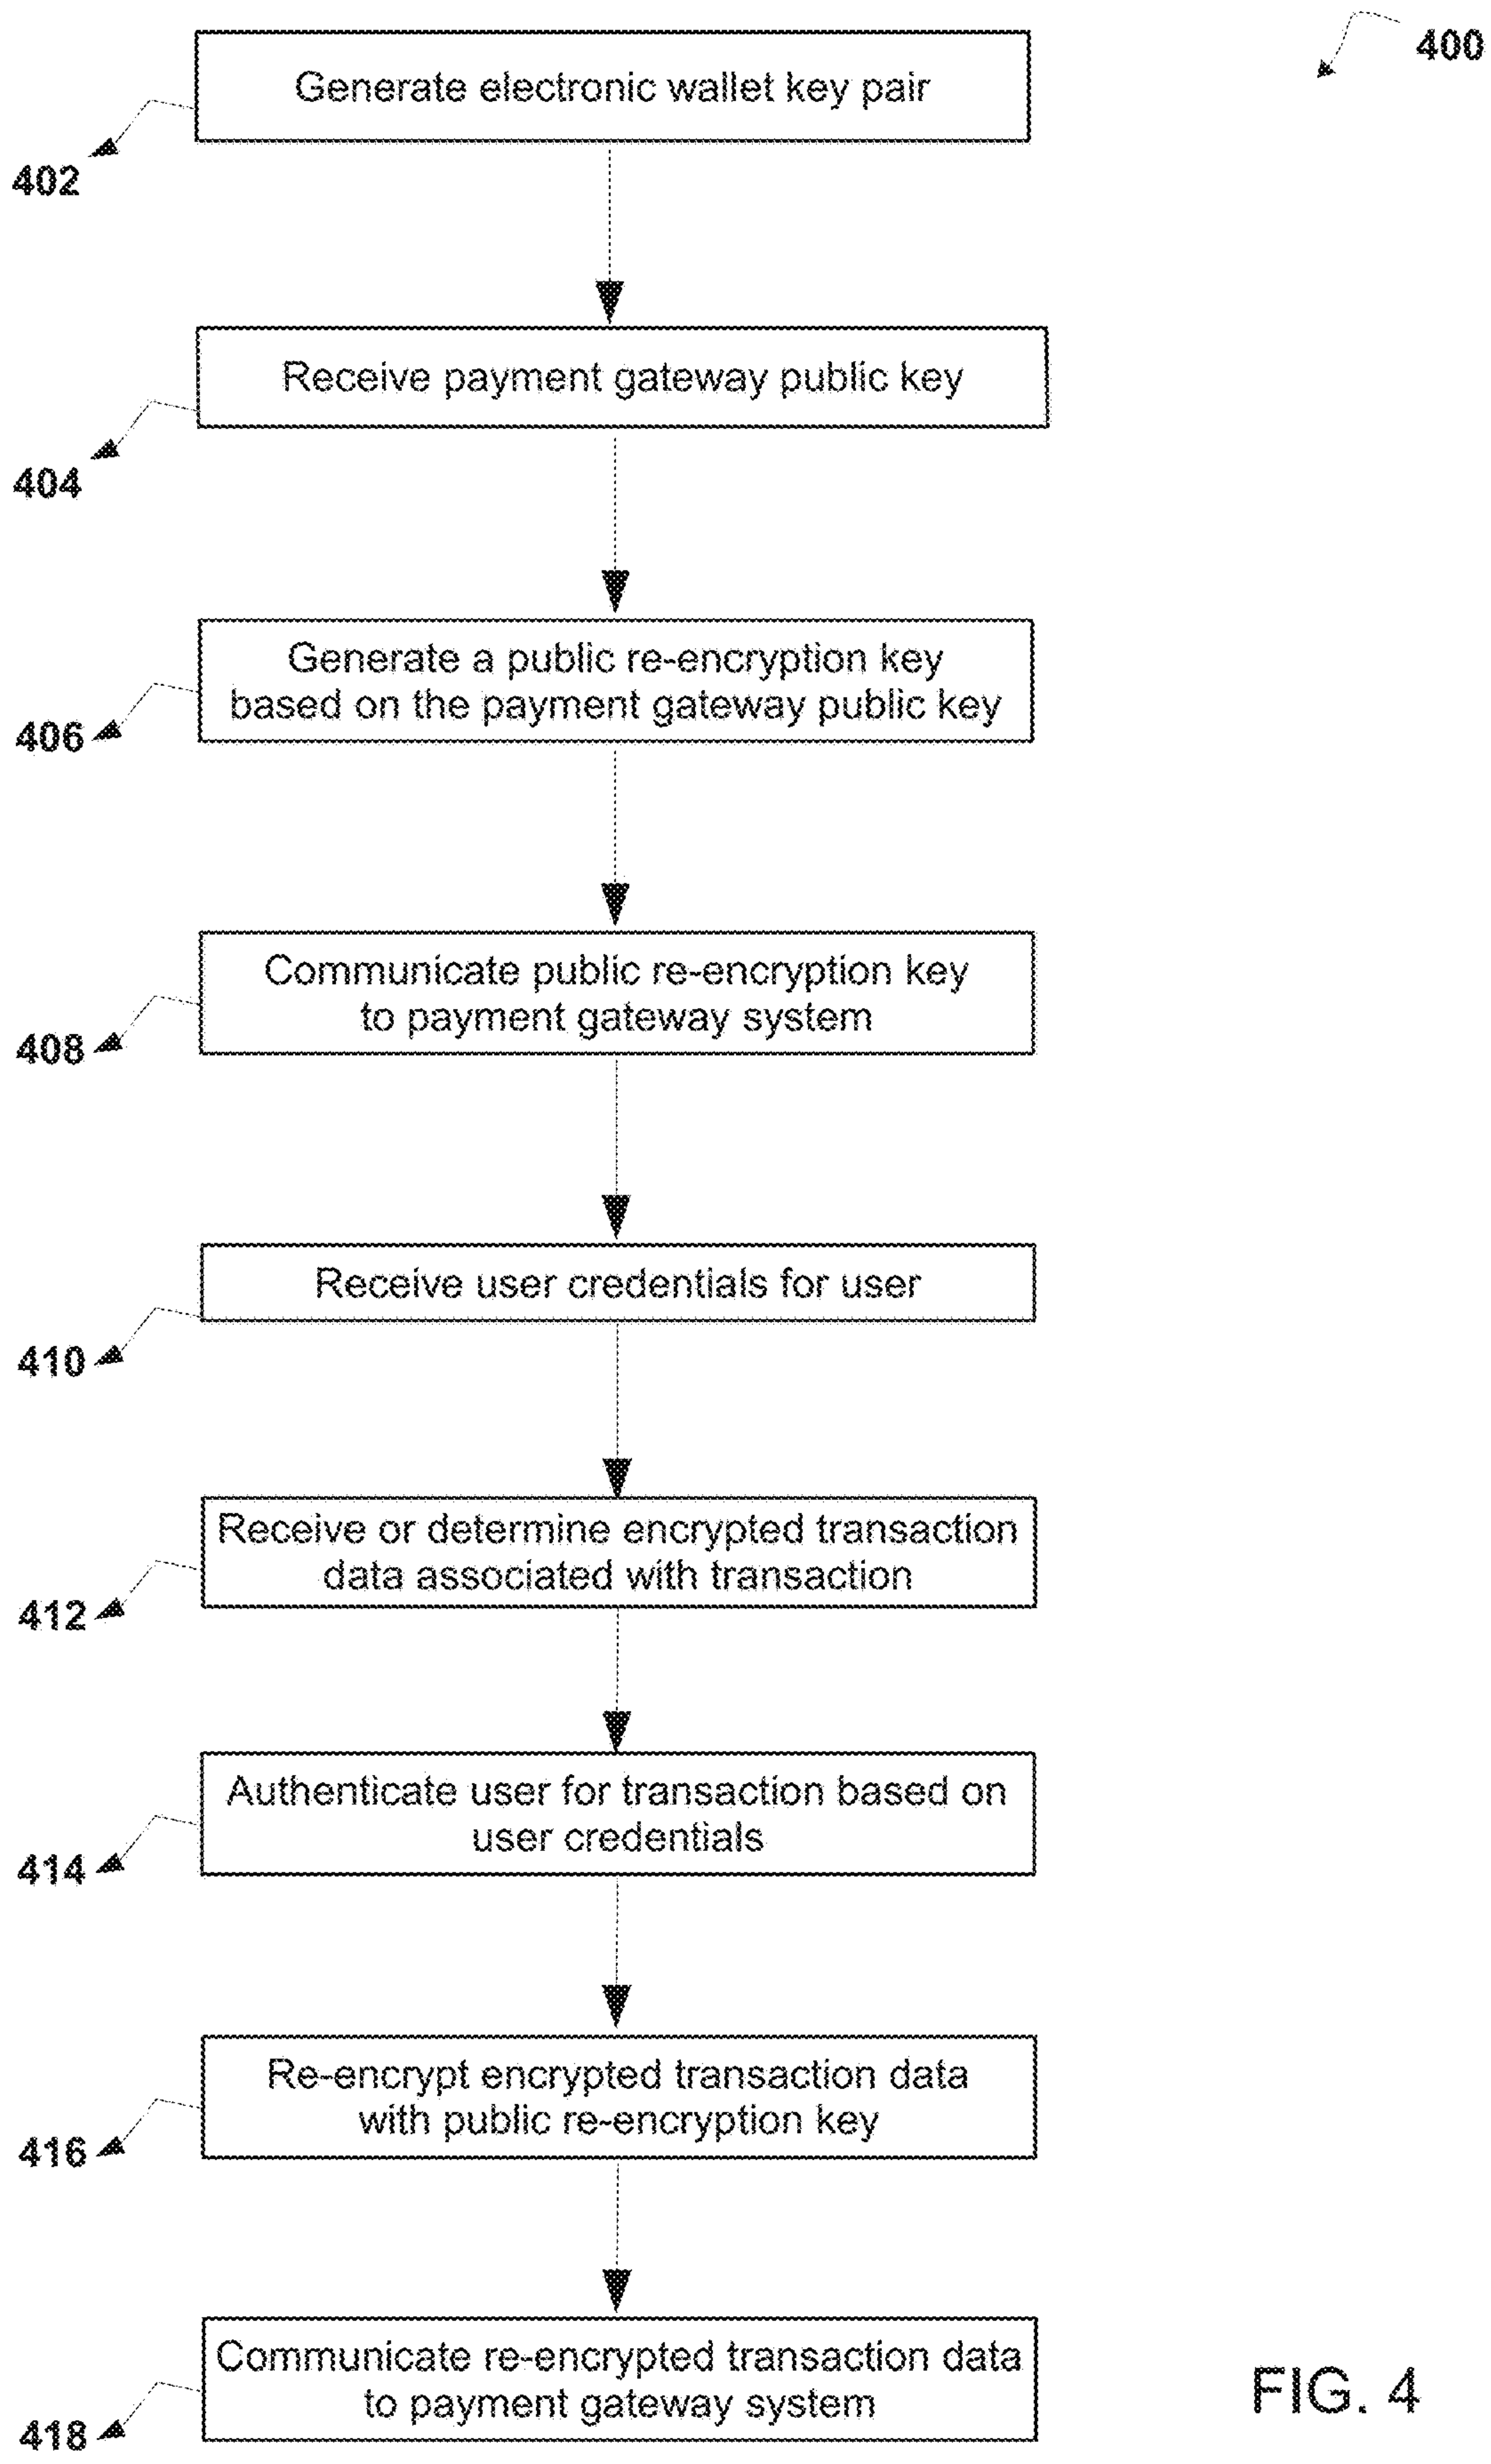 400
Generate electronic wallet key pair
402
Receive payment gateway public key
404
Generate a public re-encryption key
based on the payment gateway public key
406
Communicate public re-encryption key
to payment gateway system
408
Receive user credentials for user
410
Receive or determine encrypted transaction
data associated with transaction
412
Authenticate user for transaction based on
user credentials
414
Re-encrypt encrypted transaction data
with public re-encryption key
416
Communicate re-encrypted transaction data
to payment gateway system
418
FIG. 4